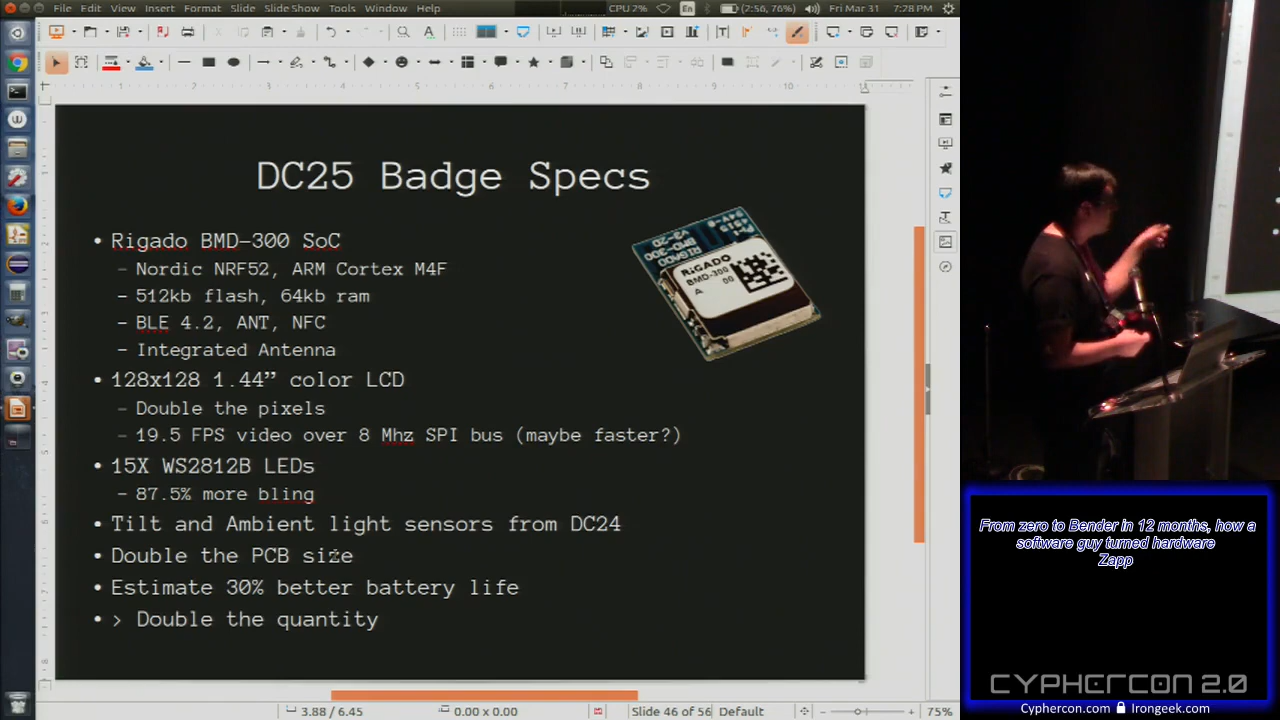 File Edit View Insert Format Slide Slide Show Tools Window Help
CPU 2% En (2:56, 76%) Fri Mar 31 7:28 PM
DC25 Badge Specs
• Rigado BMD-300 SoC
– Nordic NRF52, ARM Cortex M4F
– 512kb flash, 64kb ram
– BLE 4.2, ANT, NFC
– Integrated Antenna
• 128x128 1.44” color LCD
– Double the pixels
– 19.5 FPS video over 8 Mhz SPI bus (maybe faster?)
• 15X WS2812B LEDs
– 87.5% more bling
• Tilt and Ambient light sensors from DC24
• Double the PCB size
• Estimate 30% better battery life
• > Double the quantity
RiGADO
BMD-300
A 00
3.88 / 6.45 0.00 x 0.00 Slide 46 of 56 Default 75%
From zero to Bender in 12 months, how a
software guy turned hardware
Zapp
CYPHERCON 2.0
Cyphercon.com Irongeek.com